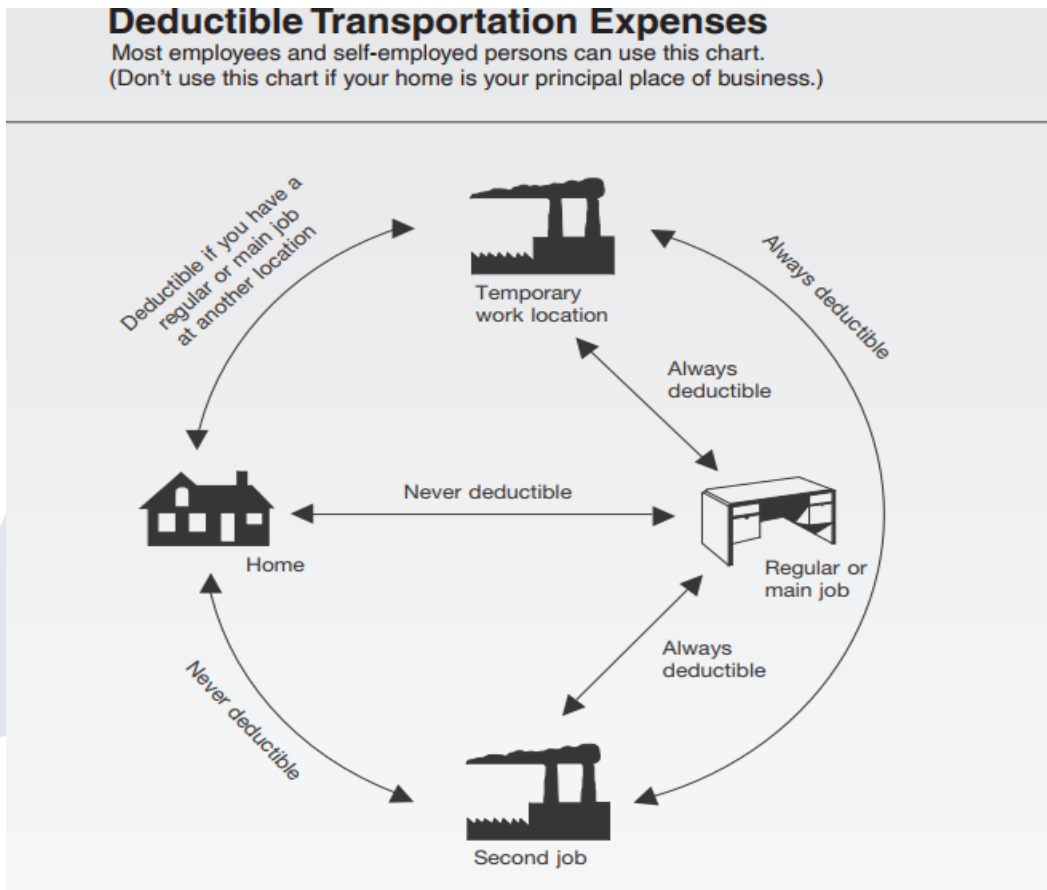 Deductible Transportation Expenses
Most employees and self-employed persons can use this chart.
(Don't use this chart if your home is your principal place of business.)
Deductible if you have a
regular or main job
at another location
Temporary
work location
Always deductible
Always
deductible
Never deductible
Home
Regular or
main job
Always
deductible
Never deductible
Second job